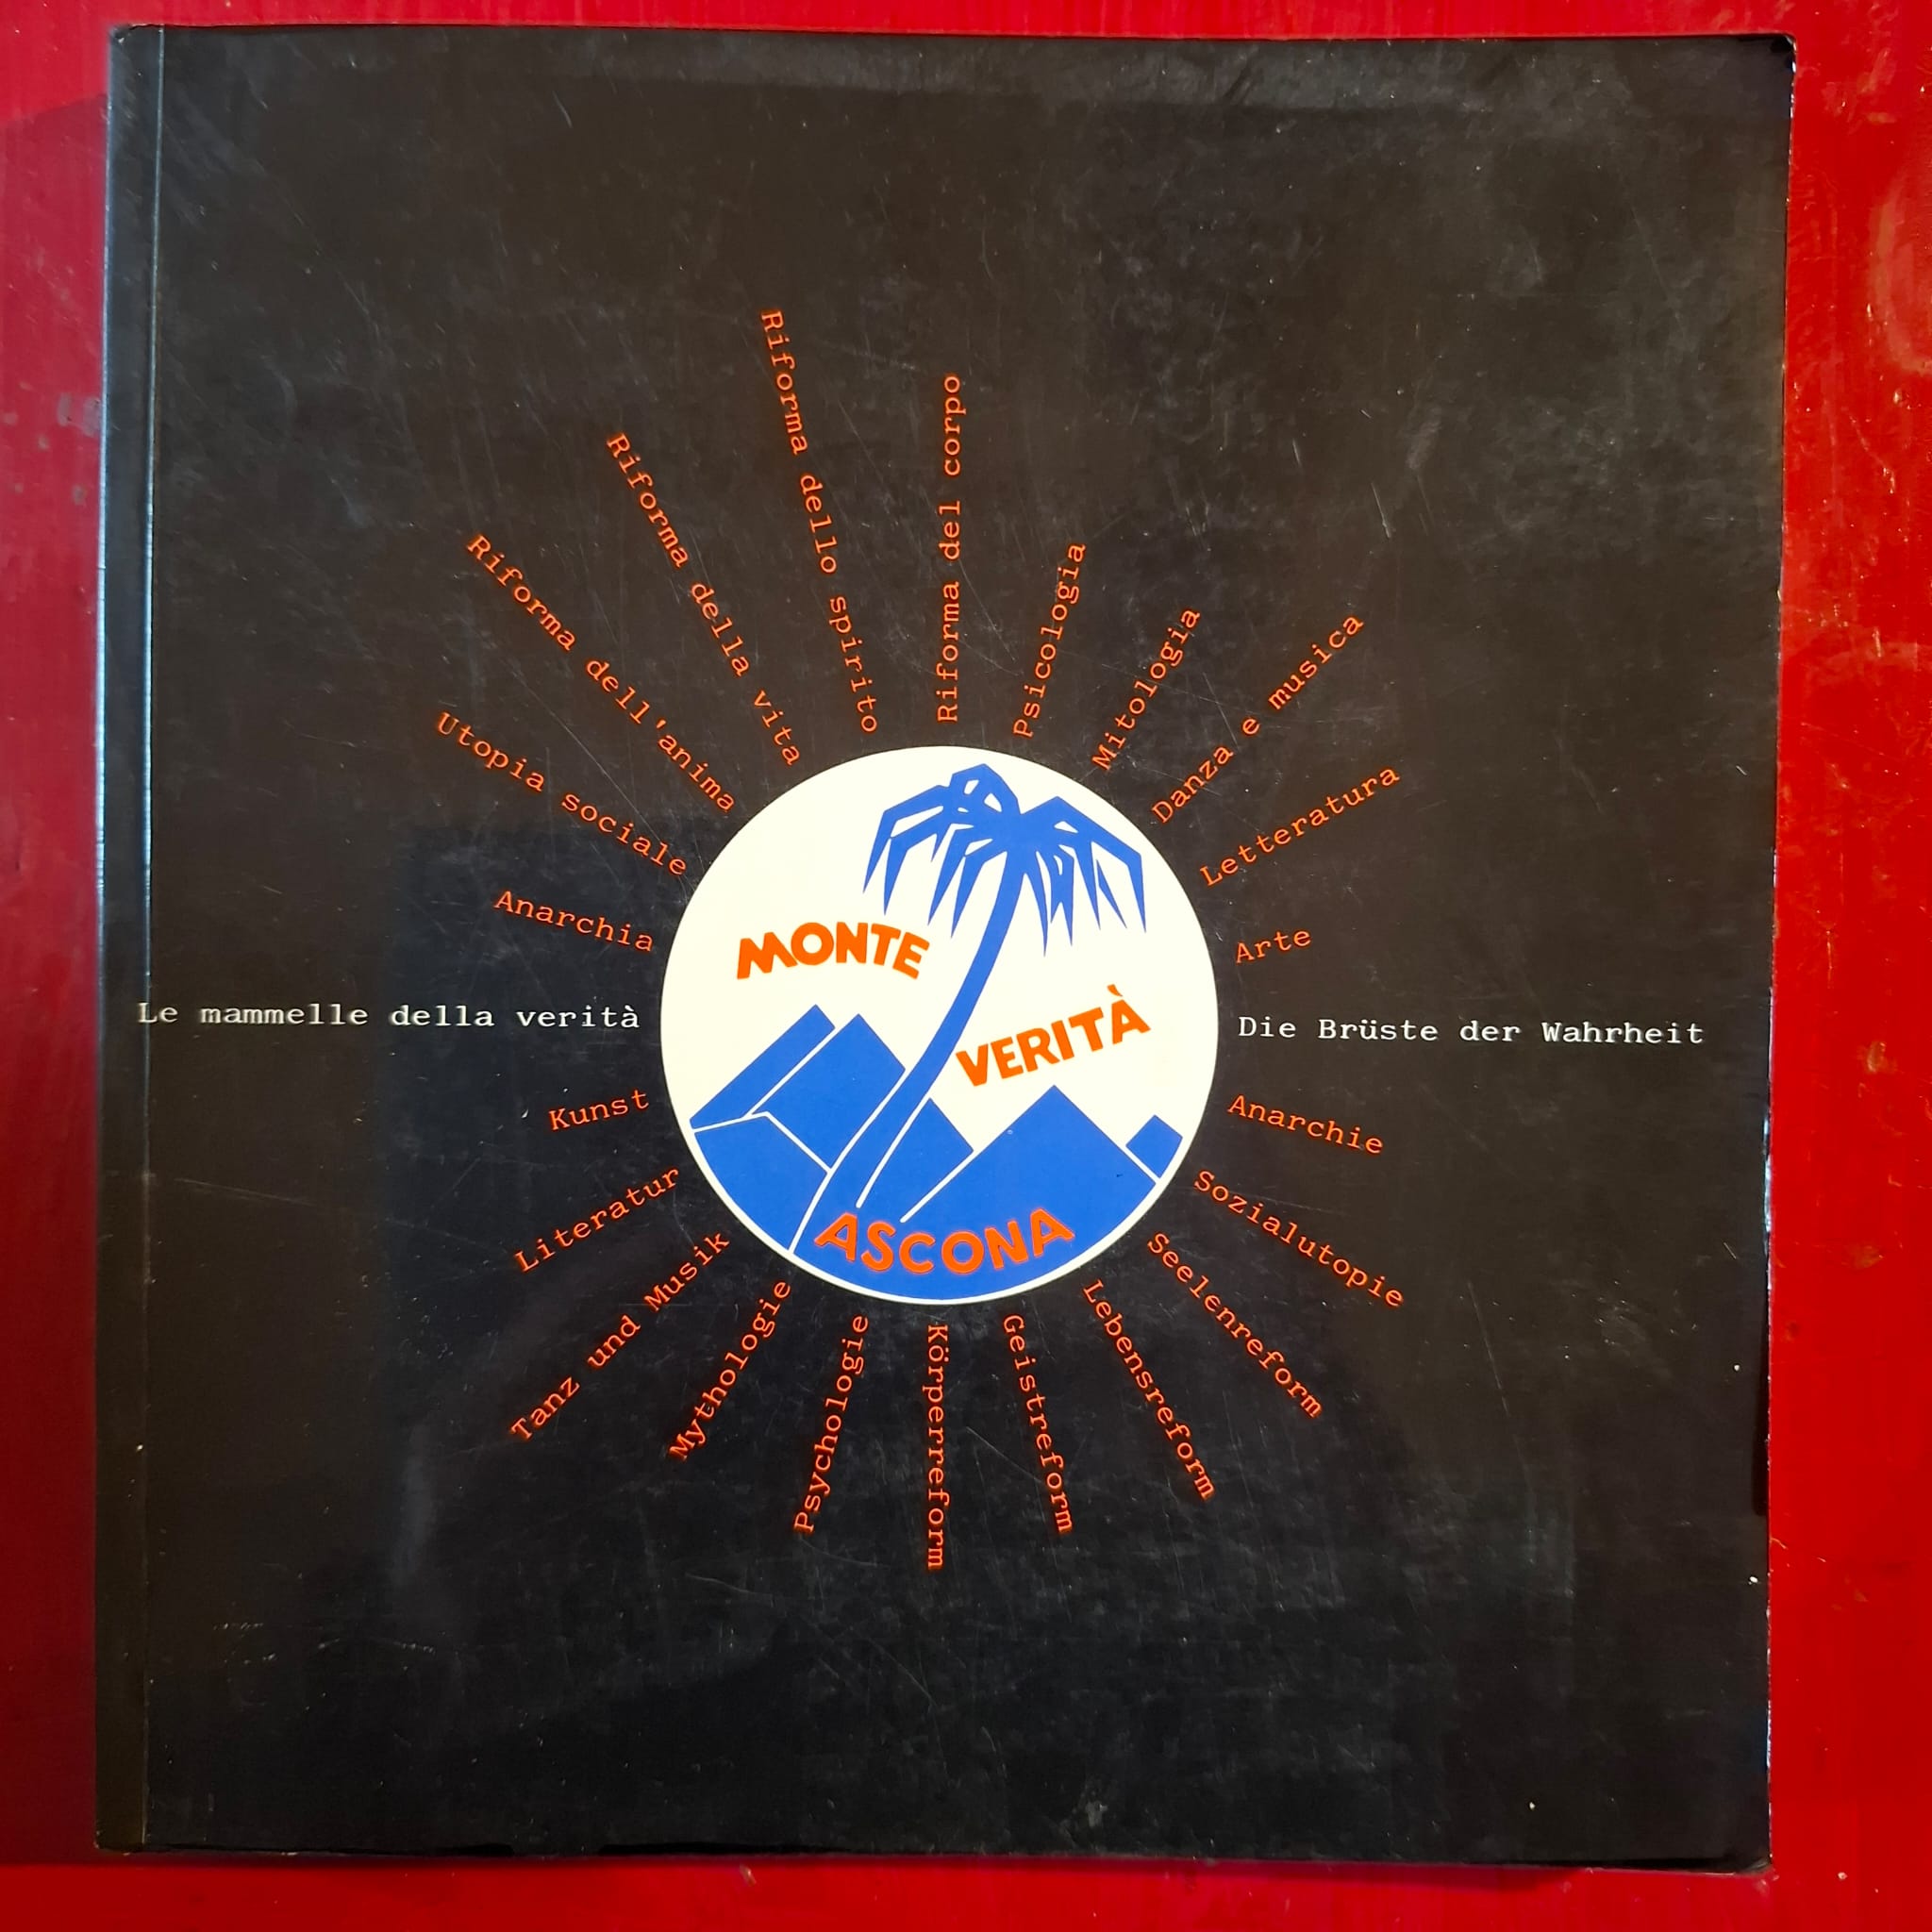 Le mammelle della verità
Anarchia
Utopia sociale
Riforma dell'anima
Riforma della vita
Riforma dello spirito
Riforma del corpo
Psicologia
Mitologia
Danza e musica
Letteratura
Arte
MONTE
VERITÀ
ASCONA
Die Brüste der Wahrheit
Anarchie
Sozialutopie
Seelenreform
Lebensreform
Geistreform
Körperreform
Psychologie
Mythologie
Tanz und Musik
Literatur
Kunst